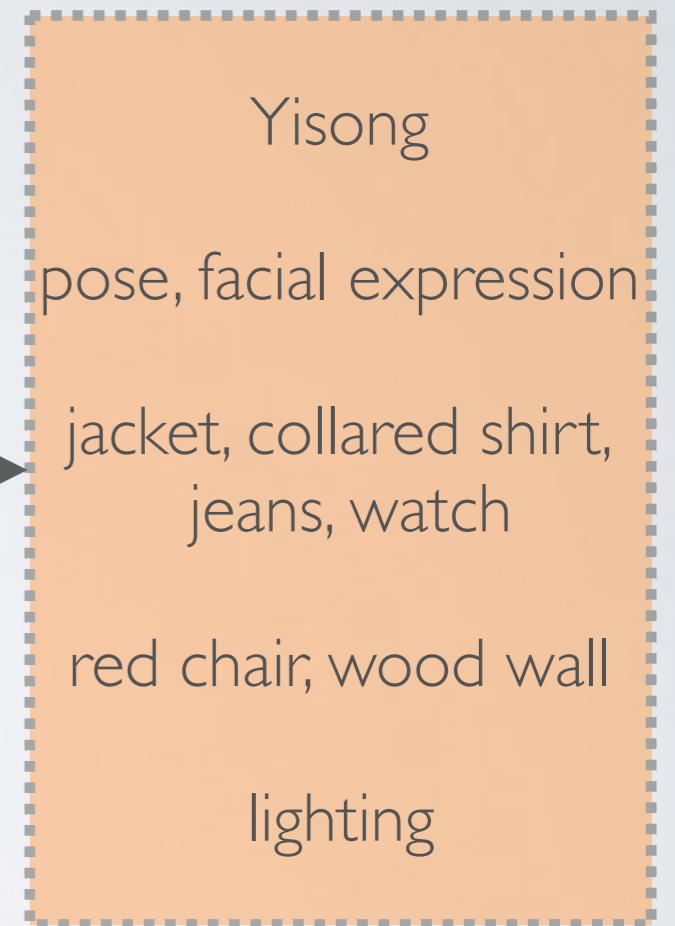 Yisong
pose, facial expression
jacket, collared shirt,
jeans, watch
red chair, wood wall
lighting